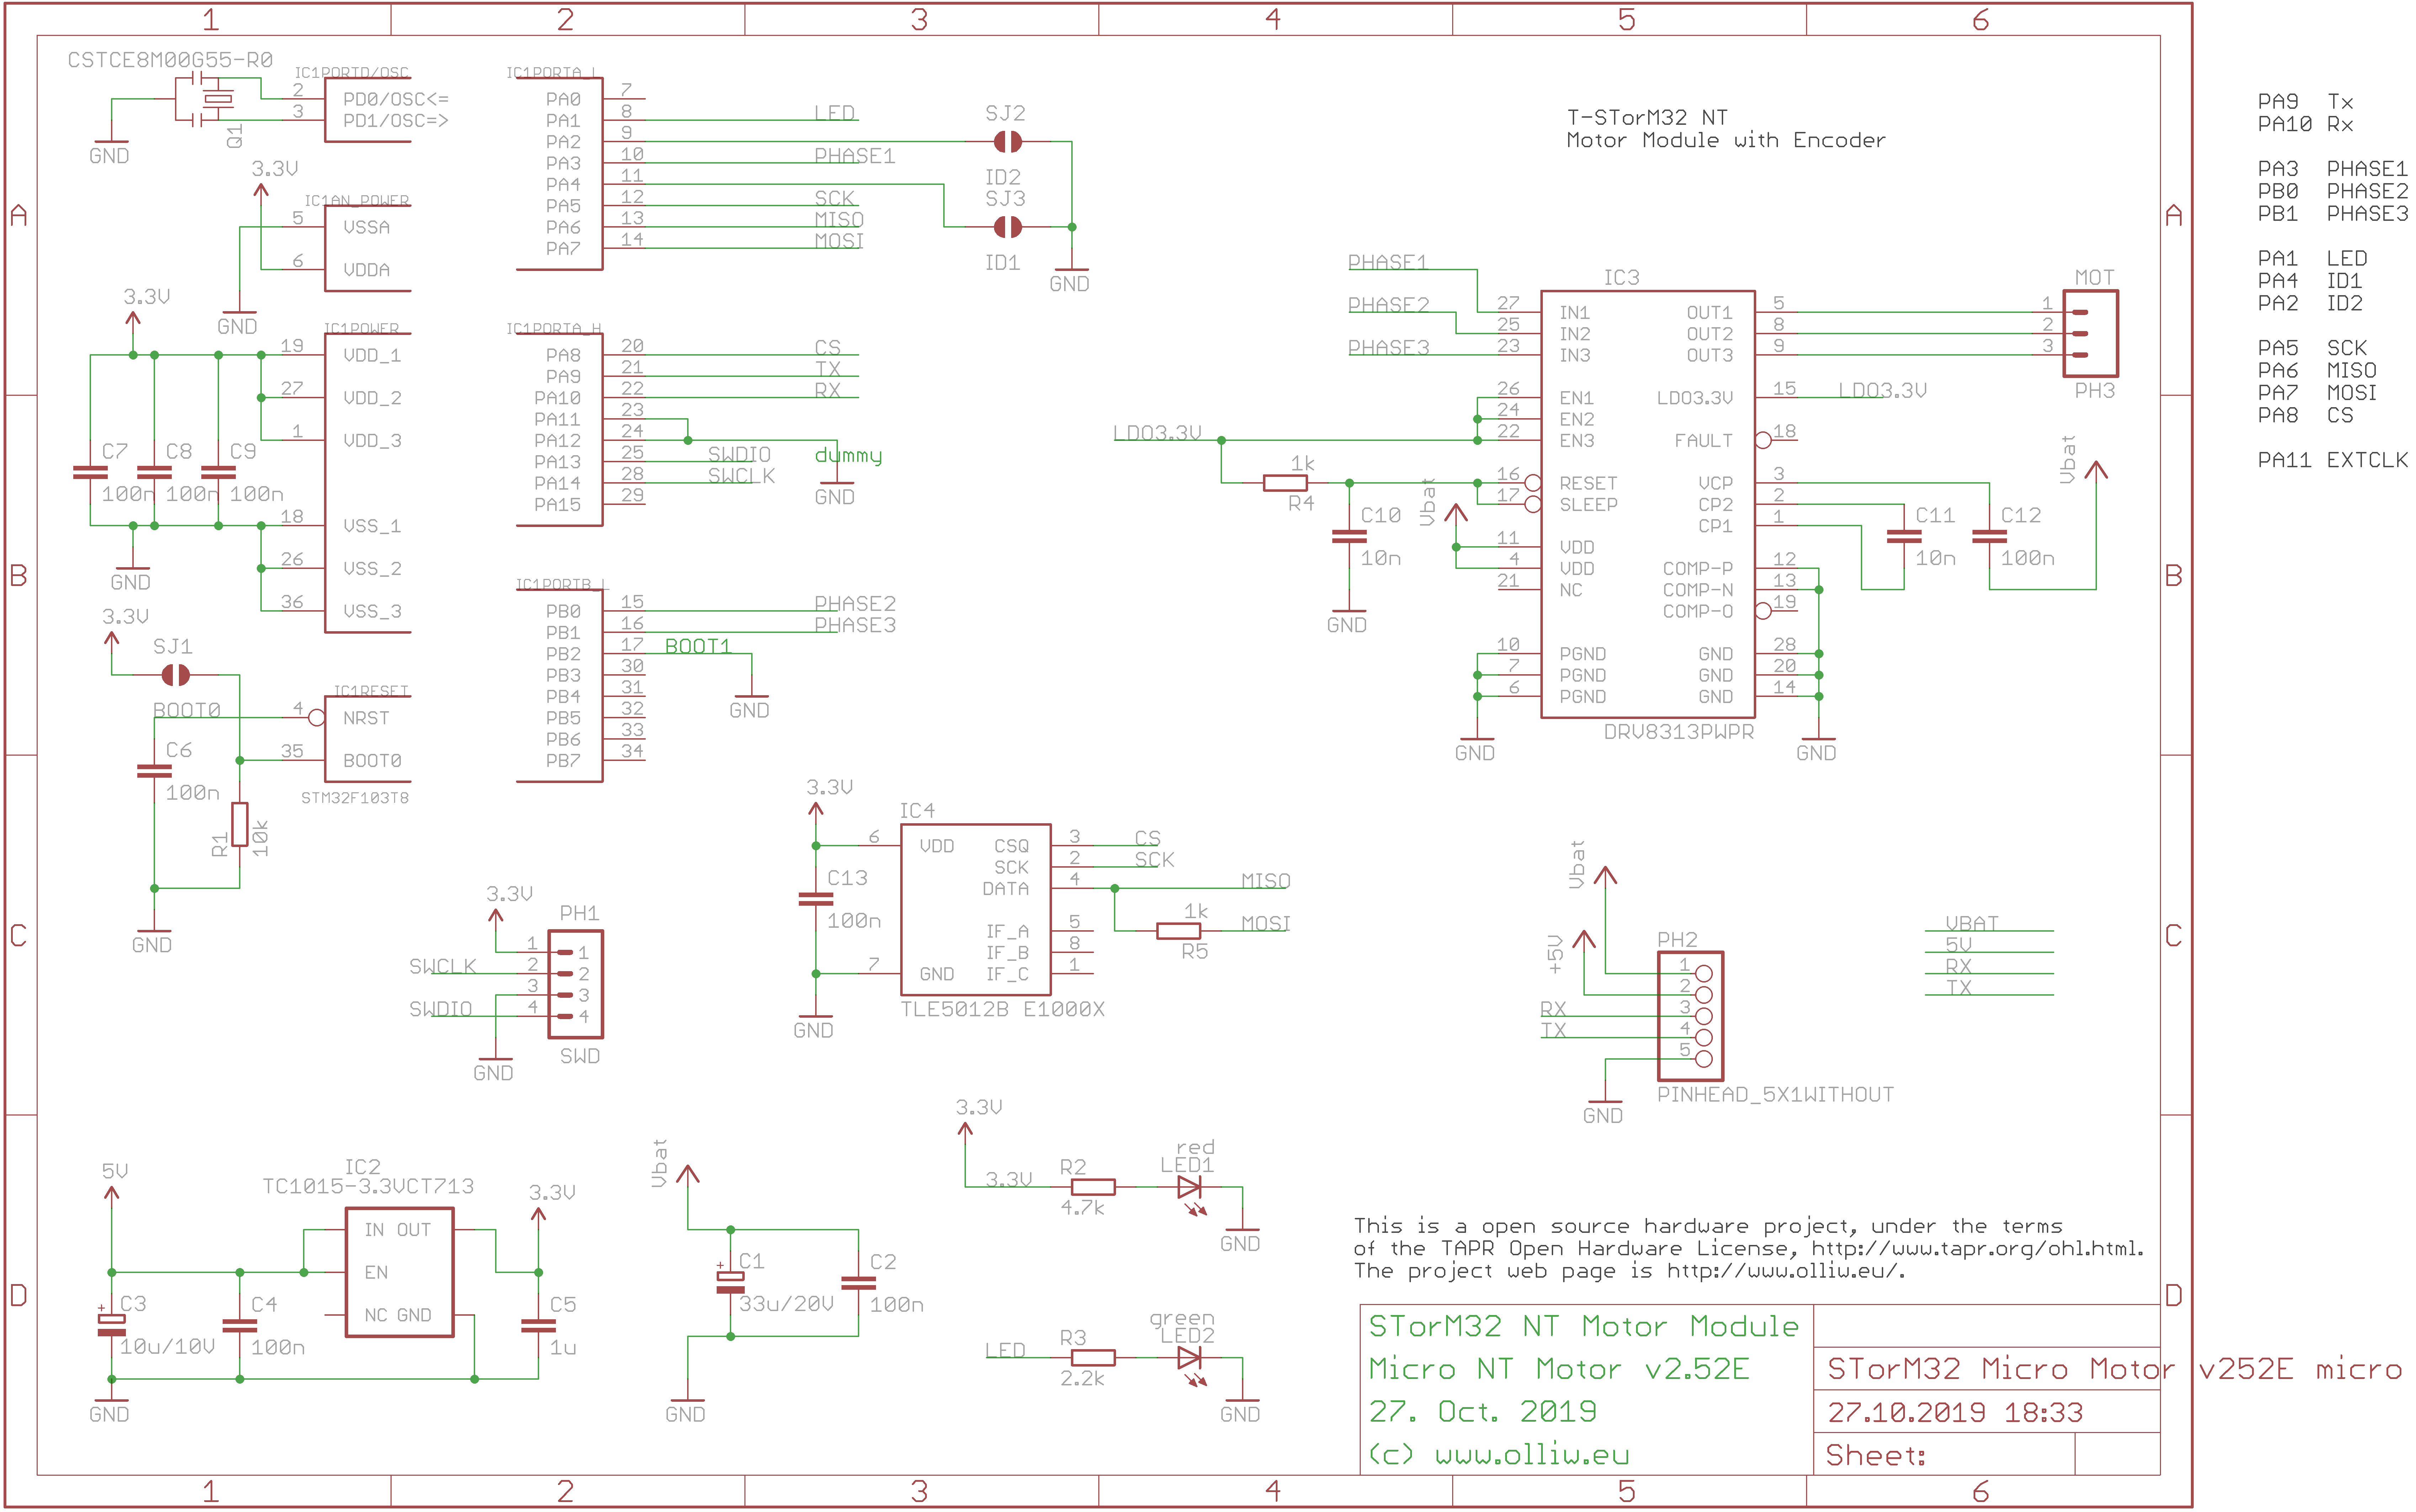 1 2 3 4 5 6
A
B
C
D
CSTCE8M00G55-R0
Q1
GND
IC1PORTD/OSC
2 PD0/OSC<=
3 PD1/OSC=>
3.3V
IC1AN_POWER
5 VSSA
6 VDDA
GND
3.3V
IC1POWER
19 VDD_1
27 VDD_2
1 VDD_3
C7 C8 C9
100n 100n 100n
18 VSS_1
26 VSS_2
36 VSS_3
GND
3.3V
SJ1
IC1RESET
BOOT0
4 NRST
35 BOOT0
STM32F103T8
C6
100n
R1
10k
GND
IC1PORTA_L
PA0 7
PA1 8 LED
PA2 9
PA3 10 PHASE1
PA4 11
PA5 12 SCK
PA6 13 MISO
PA7 14 MOSI
SJ2
ID2
SJ3
ID1
GND
IC1PORTA_H
PA8 20 CS
PA9 21 TX
PA10 22 RX
PA11 23
PA12 24
PA13 25 SWDIO
PA14 28 SWCLK
PA15 29
dummy
GND
IC1PORTB_L
PB0 15 PHASE2
PB1 16 PHASE3
PB2 17 BOOT1
PB3 30
PB4 31
PB5 32
PB6 33
PB7 34
GND
T-STorM32 NT
Motor Module with Encoder
IC3
PHASE1 27 IN1
PHASE2 25 IN2
PHASE3 23 IN3
26 EN1
24 EN2
LDO3.3V 22 EN3
16 RESET
17 SLEEP
11 VDD
4 VDD
21 NC
10 PGND
7 PGND
6 PGND
1k
R4
C10
10n
GND
Vbat
GND
OUT1 5
OUT2 8
OUT3 9
LDO3.3V 15 LDO3.3V
FAULT 18
VCP 3
CP2 2
CP1 1
COMP-P 12
COMP-N 13
COMP-O 19
GND 28
GND 20
GND 14
DRV8313PWPR
GND
MOT
1
2
3
PH3
Vbat
C11
10n
C12
100n
PA9 Tx
PA10 Rx
PA3 PHASE1
PB0 PHASE2
PB1 PHASE3
PA1 LED
PA4 ID1
PA2 ID2
PA5 SCK
PA6 MISO
PA7 MOSI
PA8 CS
PA11 EXTCLK
3.3V
IC4
6 VDD
7 GND
CSQ 3 CS
SCK 2 SCK
DATA 4 MISO
IF_A 5
IF_B 8
IF_C 1
C13
100n
1k MOSI
R5
TLE5012B E1000X
GND
3.3V
PH1
1 1
SWCLK 2 2
3 3
SWDIO 4 4
SWD
GND
Vbat
+5V
PH2
1
2
RX 3
TX 4
5
GND
PINHEAD_5X1WITHOUT
VBAT
5V
RX
TX
5V
IC2
TC1015-3.3VCT713
IN OUT
EN
NC GND
3.3V
C3
+
10u/10V
C4
100n
C5
1u
GND
Vbat
C1
+
33u/20V
C2
100n
GND
3.3V
3.3V
R2
4.7k
red
LED1
GND
LED
R3
2.2k
green
LED2
GND
This is a open source hardware project, under the terms
of the TAPR Open Hardware License, http://www.tapr.org/ohl.html.
The project web page is http://www.olliw.eu/.
STorM32 NT Motor Module
Micro NT Motor v2.52E
27. Oct. 2019
(c) www.olliw.eu
STorM32 Micro Motor v252E micro
27.10.2019 18:33
Sheet:
A
B
C
D
1 2 3 4 5 6